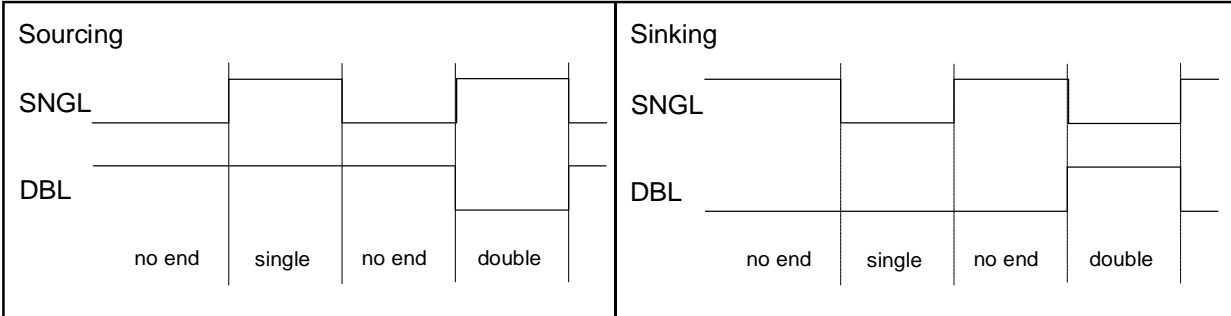 Sourcing
SNGL
DBL
no end single no end double
Sinking
SNGL
DBL
no end single no end double